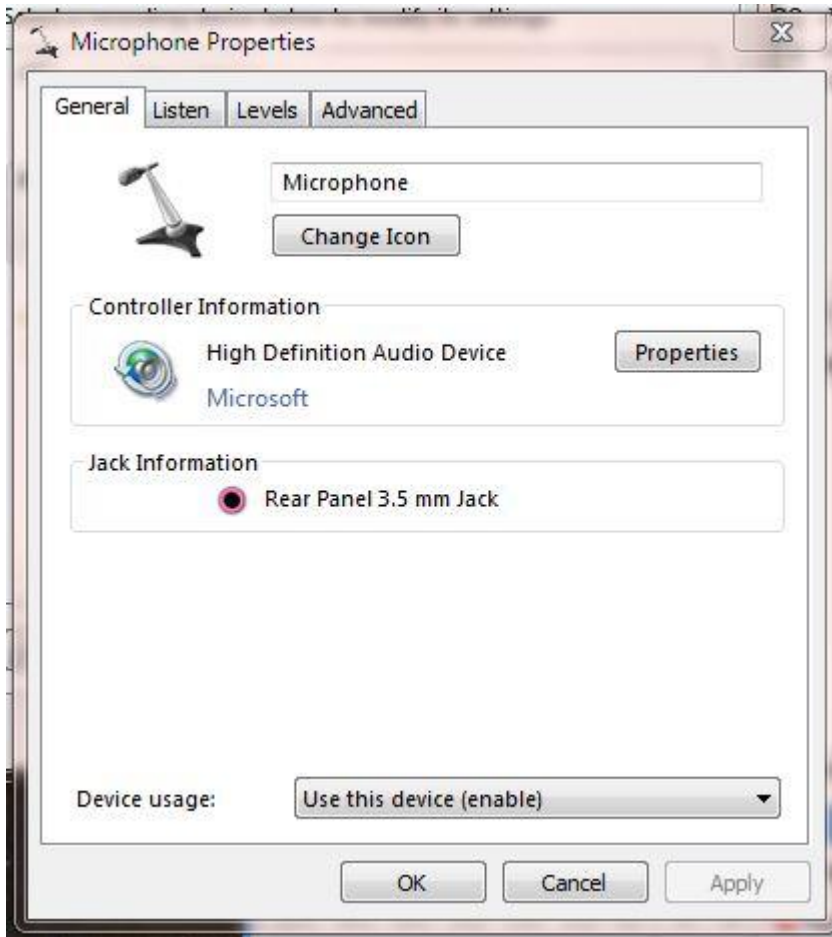 Microphone Properties
General Listen Levels Advanced
Microphone
Change Icon
Controller Information
High Definition Audio Device
Properties
Microsoft
Jack Information
Rear Panel 3.5 mm Jack
Device usage:
Use this device (enable)
OK
Cancel
Apply